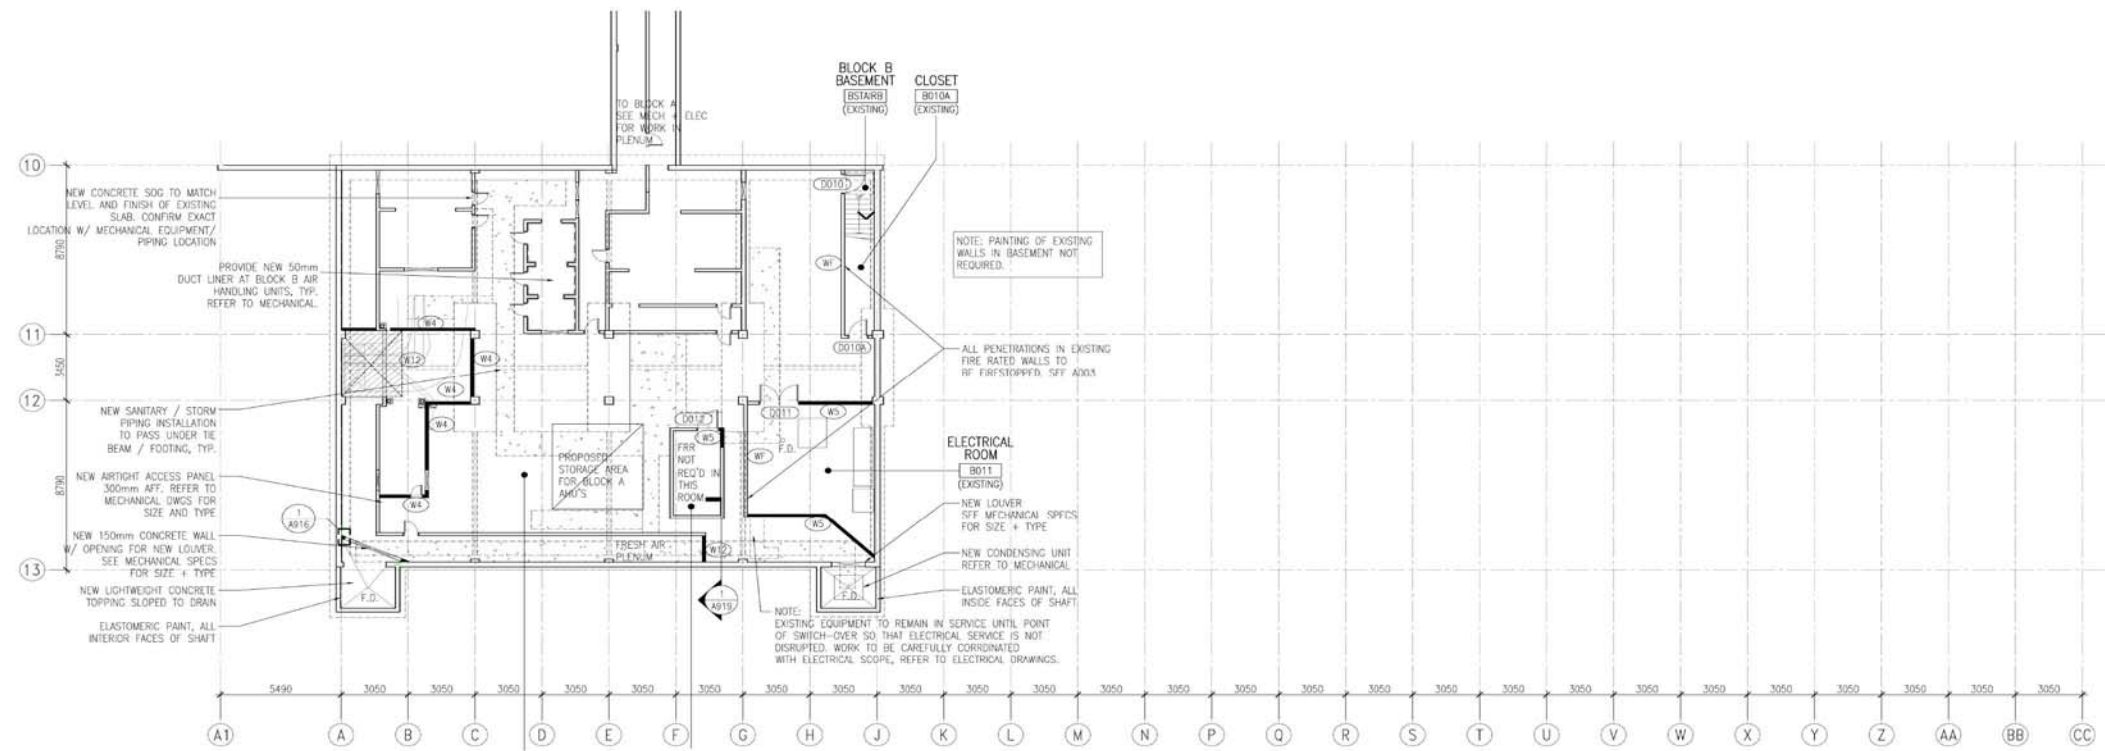 BLOCK B
BASEMENT
BSTAIRB
(EXISTING)
CLOSET
B010A
(EXISTING)
TO BLOCK A
SEE MECH + ELEC
FOR WORK IN
PLENUM
10
11
12
13
8790
3450
8790
NEW CONCRETE SOG TO MATCH
LEVEL AND FINISH OF EXISTING
SLAB. CONFIRM EXACT
LOCATION W/ MECHANICAL EQUIPMENT/
PIPING LOCATION
PROVIDE NEW 50mm
DUCT LINER AT BLOCK B AIR
HANDLING UNITS, TYP.
REFER TO MECHANICAL.
NEW SANITARY / STORM
PIPING INSTALLATION
TO PASS UNDER TIE
BEAM / FOOTING, TYP.
NEW AIRTIGHT ACCESS PANEL
300mm AFF. REFER TO
MECHANICAL DWGS FOR
SIZE AND TYPE
1
A916
NEW 150mm CONCRETE WALL
W/ OPENING FOR NEW LOUVER.
SEE MECHANICAL SPECS
FOR SIZE + TYPE
NEW LIGHTWEIGHT CONCRETE
TOPPING SLOPED TO DRAIN
ELASTOMERIC PAINT, ALL
INTERIOR FACES OF SHAFT
D010
WF
D010A
W4
W12
W4
W4
W4
W4
D012
D011
W5
W5
WF
F.D.
FRR
NOT
REQ'D IN
THIS
ROOM
PROPOSED
STORAGE AREA
FOR BLOCK A
AHU'S
W5
FRESH AIR
PLENUM
W12
F.D.
F.D.
1
A919
NOTE: PAINTING OF EXISTING
WALLS IN BASEMENT NOT
REQUIRED.
ALL PENETRATIONS IN EXISTING
FIRE RATED WALLS TO
BE FIRESTOPPED. SEE A003
ELECTRICAL
ROOM
B011
(EXISTING)
NEW LOUVER
SEE MECHANICAL SPECS
FOR SIZE + TYPE
NEW CONDENSING UNIT
REFER TO MECHANICAL
ELASTOMERIC PAINT, ALL
INSIDE FACES OF SHAFT
NOTE:
EXISTING EQUIPMENT TO REMAIN IN SERVICE UNTIL POINT
OF SWITCH-OVER SO THAT ELECTRICAL SERVICE IS NOT
DISRUPTED. WORK TO BE CAREFULLY CORRDINATED
WITH ELECTRICAL SCOPE, REFER TO ELECTRICAL DRAWINGS.
5490 3050 3050 3050 3050 3050 3050 3050 3050 3050 3050 3050 3050 3050 3050 3050 3050 3050 3050 3050 3050 3050 3050 3050 3050 3050 3050
A1 A B C D E F G H J K L M N P Q R S T U V W X Y Z AA BB CC